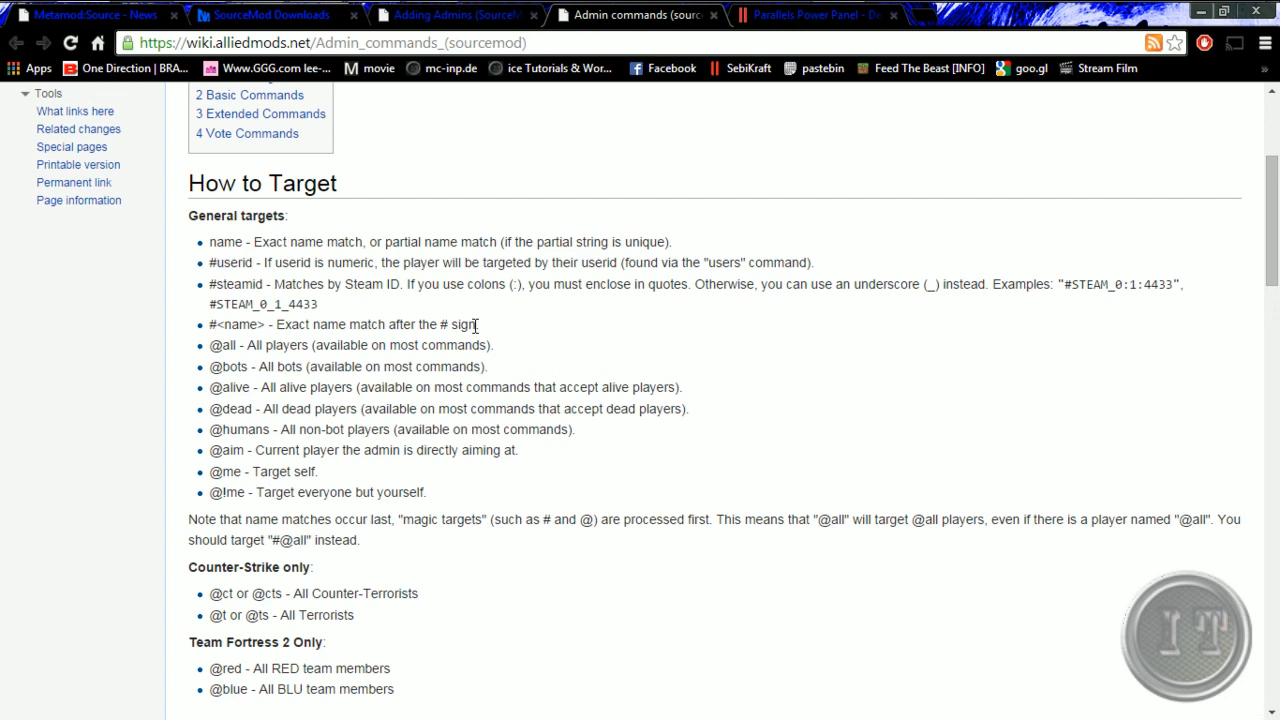 Metamod:Source - News
SourceMod Downloads
Adding Admins (SourceM
Admin commands (sourc
Parallels Power Panel - De
https://wiki.alliedmods.net/Admin_commands_(sourcemod)
Apps
One Direction | BRA...
Www.GGG.com lee-...
movie
mc-inp.de
ice Tutorials & Wor...
Facebook
SebiKraft
pastebin
Feed The Beast [INFO]
goo.gl
Stream Film
»
Tools
What links here
Related changes
Special pages
Printable version
Permanent link
Page information
2 Basic Commands
3 Extended Commands
4 Vote Commands
How to Target
General targets:
name - Exact name match, or partial name match (if the partial string is unique).
#userid - If userid is numeric, the player will be targeted by their userid (found via the "users" command).
#steamid - Matches by Steam ID. If you use colons (:), you must enclose in quotes. Otherwise, you can use an underscore (_) instead. Examples: "#STEAM_0:1:4433",
#STEAM_0_1_4433
#<name> - Exact name match after the # sign
@all - All players (available on most commands).
@bots - All bots (available on most commands).
@alive - All alive players (available on most commands that accept alive players).
@dead - All dead players (available on most commands that accept dead players).
@humans - All non-bot players (available on most commands).
@aim - Current player the admin is directly aiming at.
@me - Target self.
@!me - Target everyone but yourself.
Note that name matches occur last, "magic targets" (such as # and @) are processed first. This means that "@all" will target @all players, even if there is a player named "@all". You
should target "#@all" instead.
Counter-Strike only:
@ct or @cts - All Counter-Terrorists
@t or @ts - All Terrorists
Team Fortress 2 Only:
@red - All RED team members
@blue - All BLU team members
IT